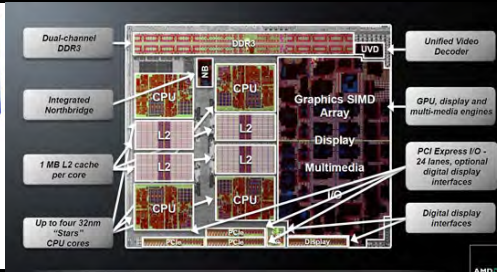 Dual-channel
DDR3
Integrated
Northbridge
1 MB L2 cache
per core
Up to four 32nm
"Stars"
CPU cores
DDR3
UVD
NB
CPU
CPU
L2
L2
L2
L2
CPU
CPU
Graphics SIMD
Array
Display
Multimedia
I/O
PCIe
PCIe
PCIe
Display
Unified Video
Decoder
GPU, display and
multi-media engines
PCI Express I/O -
24 lanes, optional
digital display
interfaces
Digital display
interfaces
AMD